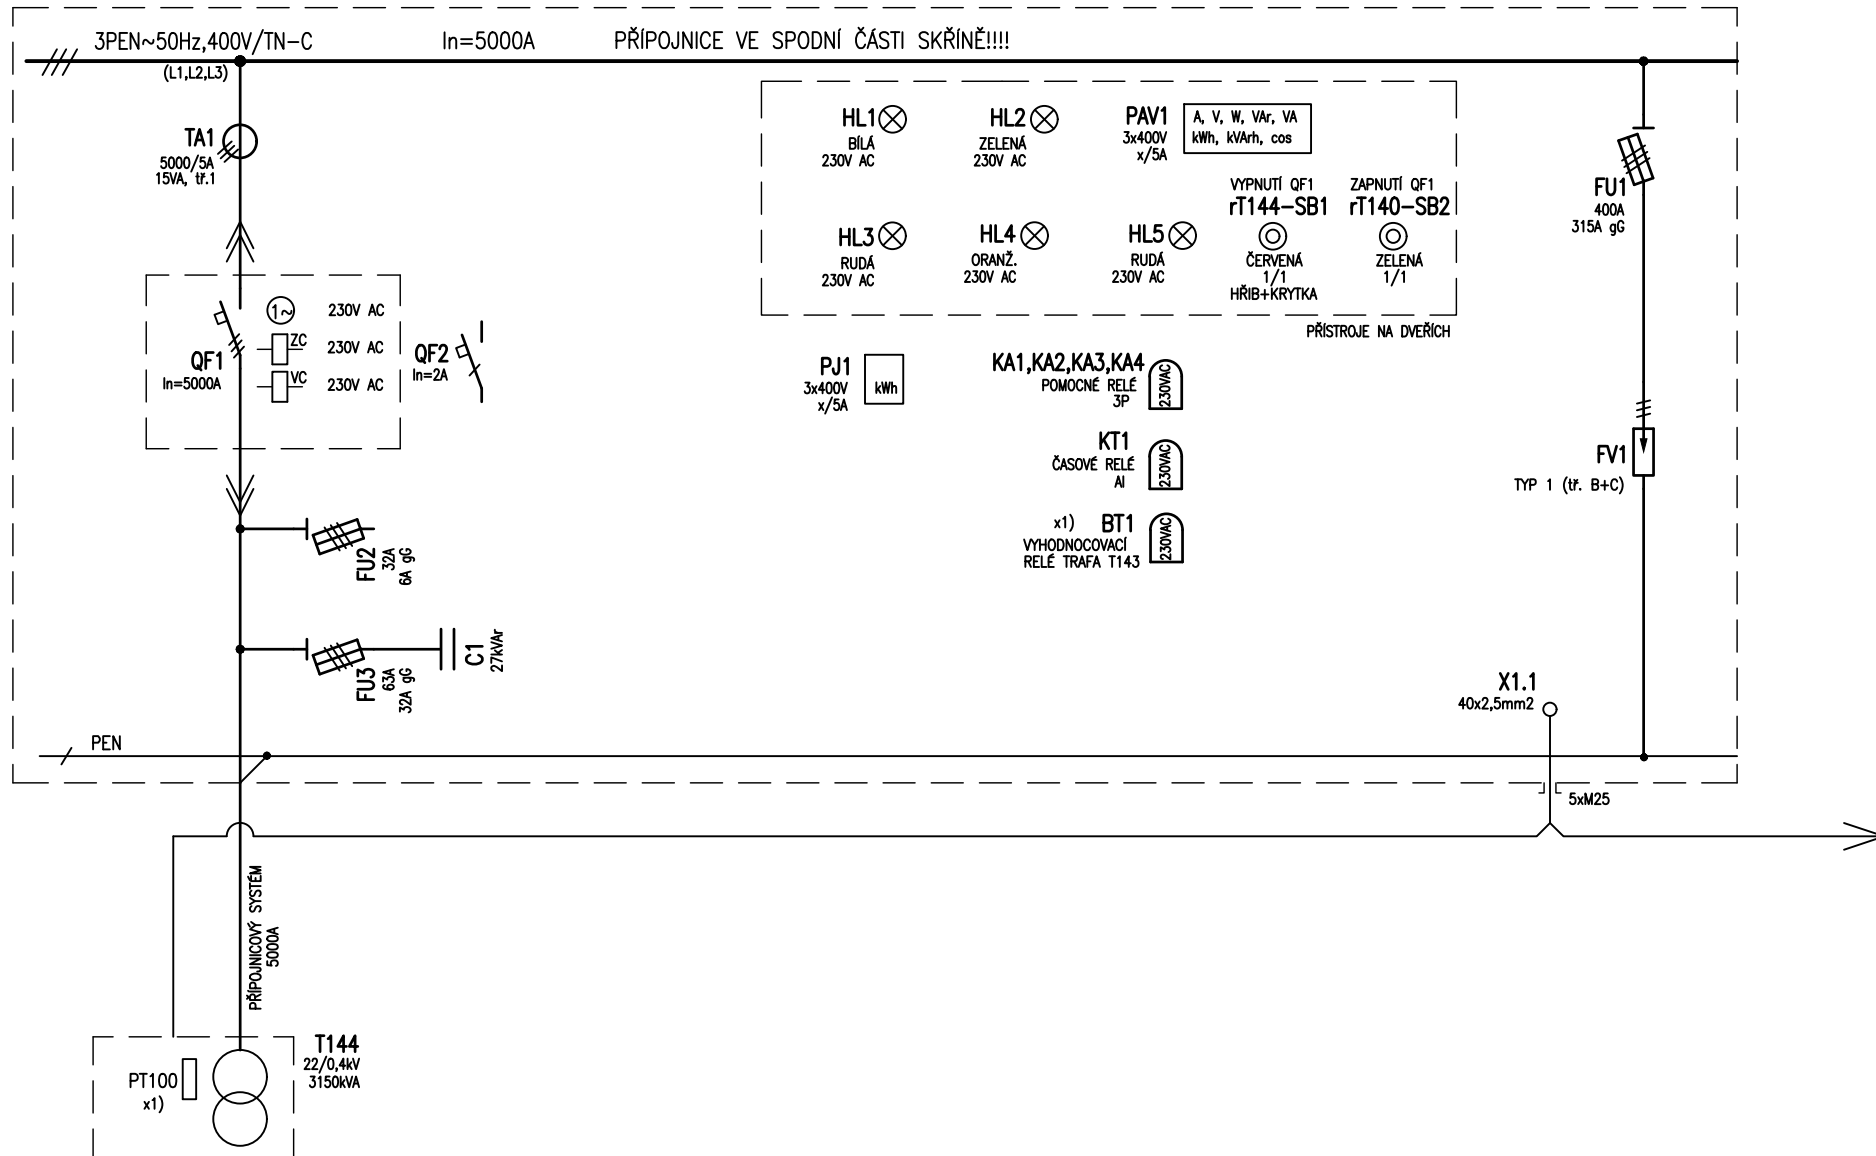 3PEN~50Hz,400V/TN-C In=5000A PŘÍPOJNICE VE SPODNÍ ČÁSTI SKŘÍNĚ!!!!
(L1,L2,L3)
TA1
5000/5A
15VA, tř.1
HL1
BÍLÁ
230V AC
HL2
ZELENÁ
230V AC
PAV1
3x400V
x/5A
A, V, W, VAr, VA
kWh, kVArh, cos
HL3
RUDÁ
230V AC
HL4
ORANŽ.
230V AC
HL5
RUDÁ
230V AC
VYPNUTÍ QF1
rT144-SB1
ČERVENÁ
1/1
HŘIB+KRYTKA
ZAPNUTÍ QF1
rT140-SB2
ZELENÁ
1/1
PŘÍSTROJE NA DVEŘÍCH
FU1
400A
315A gG
QF1
In=5000A
1~ 230V AC
ZC 230V AC
VC 230V AC
QF2
In=2A
PJ1
3x400V
x/5A
kWh
KA1,KA2,KA3,KA4
POMOCNÉ RELÉ
3P
230VAC
KT1
ČASOVÉ RELÉ
AI
230VAC
x1) BT1
VYHODNOCOVACÍ
RELÉ TRAFA T143
230VAC
FV1
TYP 1 (tř. B+C)
FU2
32A
6A gG
FU3
63A
32A gG
C1
27kVAr
X1.1
40x2,5mm2
PEN
5xM25
PŘÍPOJNICOVÝ SYSTÉM
5000A
T144
22/0,4kV
3150kVA
PT100
x1)